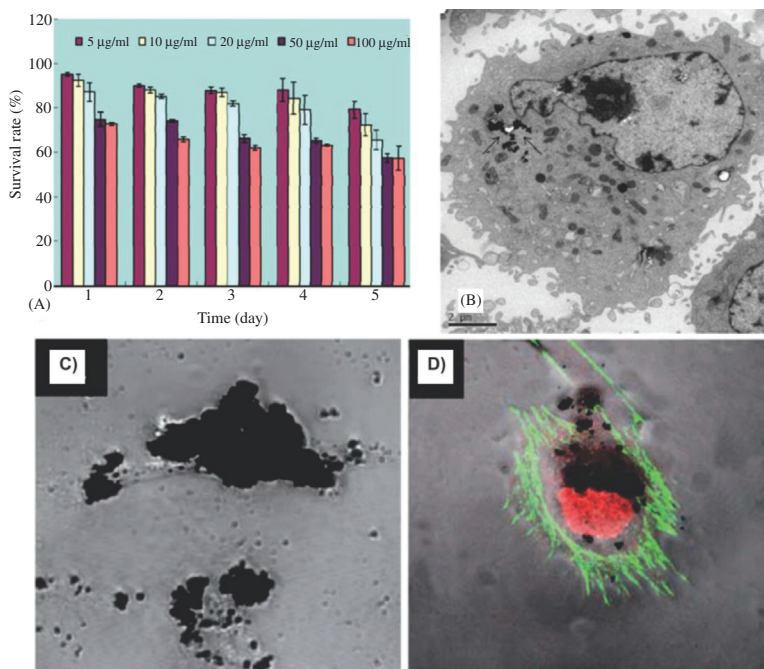 120
5 μg/ml 10 μg/ml 20 μg/ml 50 μg/ml 100 μg/ml
100
80
60
40
20
0
Survival rate (%)
1 2 3 4 5
Time (day)
(A)
(B)
2 μm
C)
D)